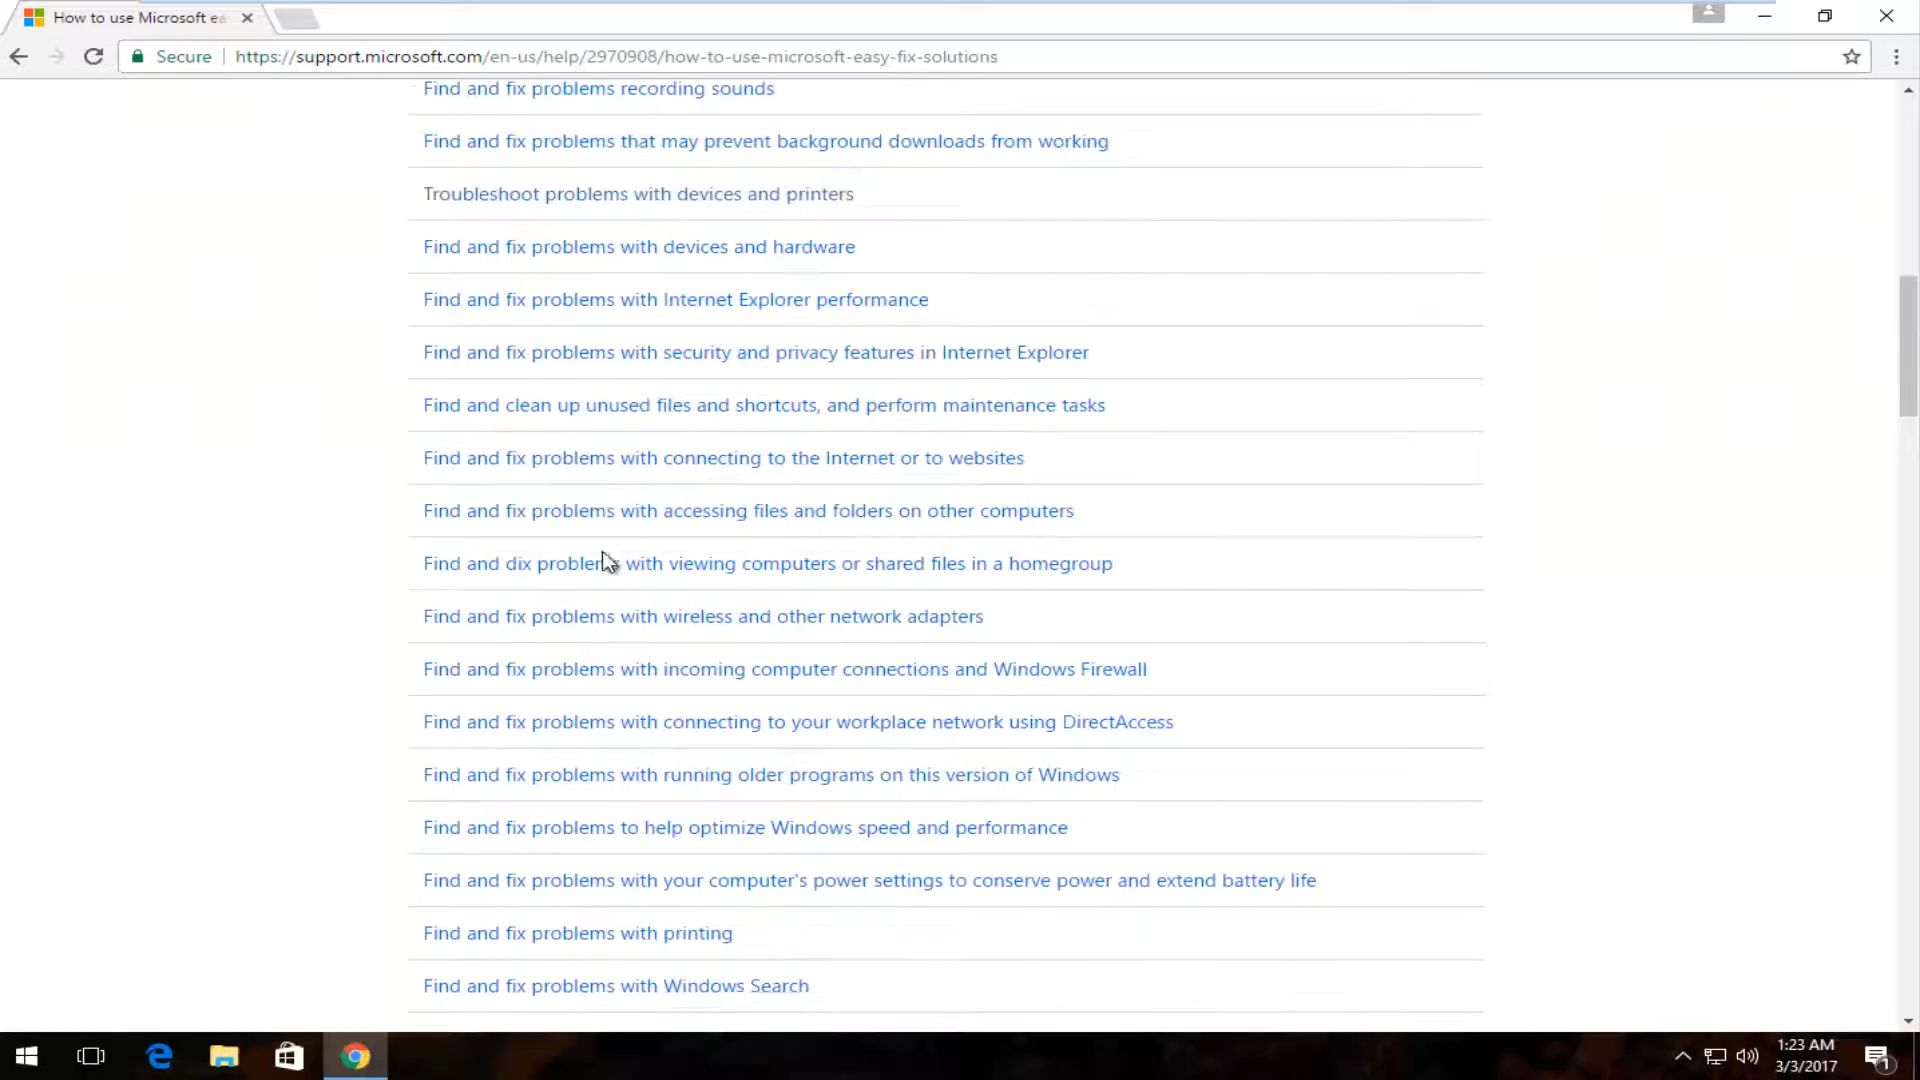 How to use Microsoft ea
Secure
https://support.microsoft.com/en-us/help/2970908/how-to-use-microsoft-easy-fix-solutions
Find and fix problems recording sounds
Find and fix problems that may prevent background downloads from working
Troubleshoot problems with devices and printers
Find and fix problems with devices and hardware
Find and fix problems with Internet Explorer performance
Find and fix problems with security and privacy features in Internet Explorer
Find and clean up unused files and shortcuts, and perform maintenance tasks
Find and fix problems with connecting to the Internet or to websites
Find and fix problems with accessing files and folders on other computers
Find and dix problems with viewing computers or shared files in a homegroup
Find and fix problems with wireless and other network adapters
Find and fix problems with incoming computer connections and Windows Firewall
Find and fix problems with connecting to your workplace network using DirectAccess
Find and fix problems with running older programs on this version of Windows
Find and fix problems to help optimize Windows speed and performance
Find and fix problems with your computer's power settings to conserve power and extend battery life
Find and fix problems with printing
Find and fix problems with Windows Search
1:23 AM
3/3/2017
1